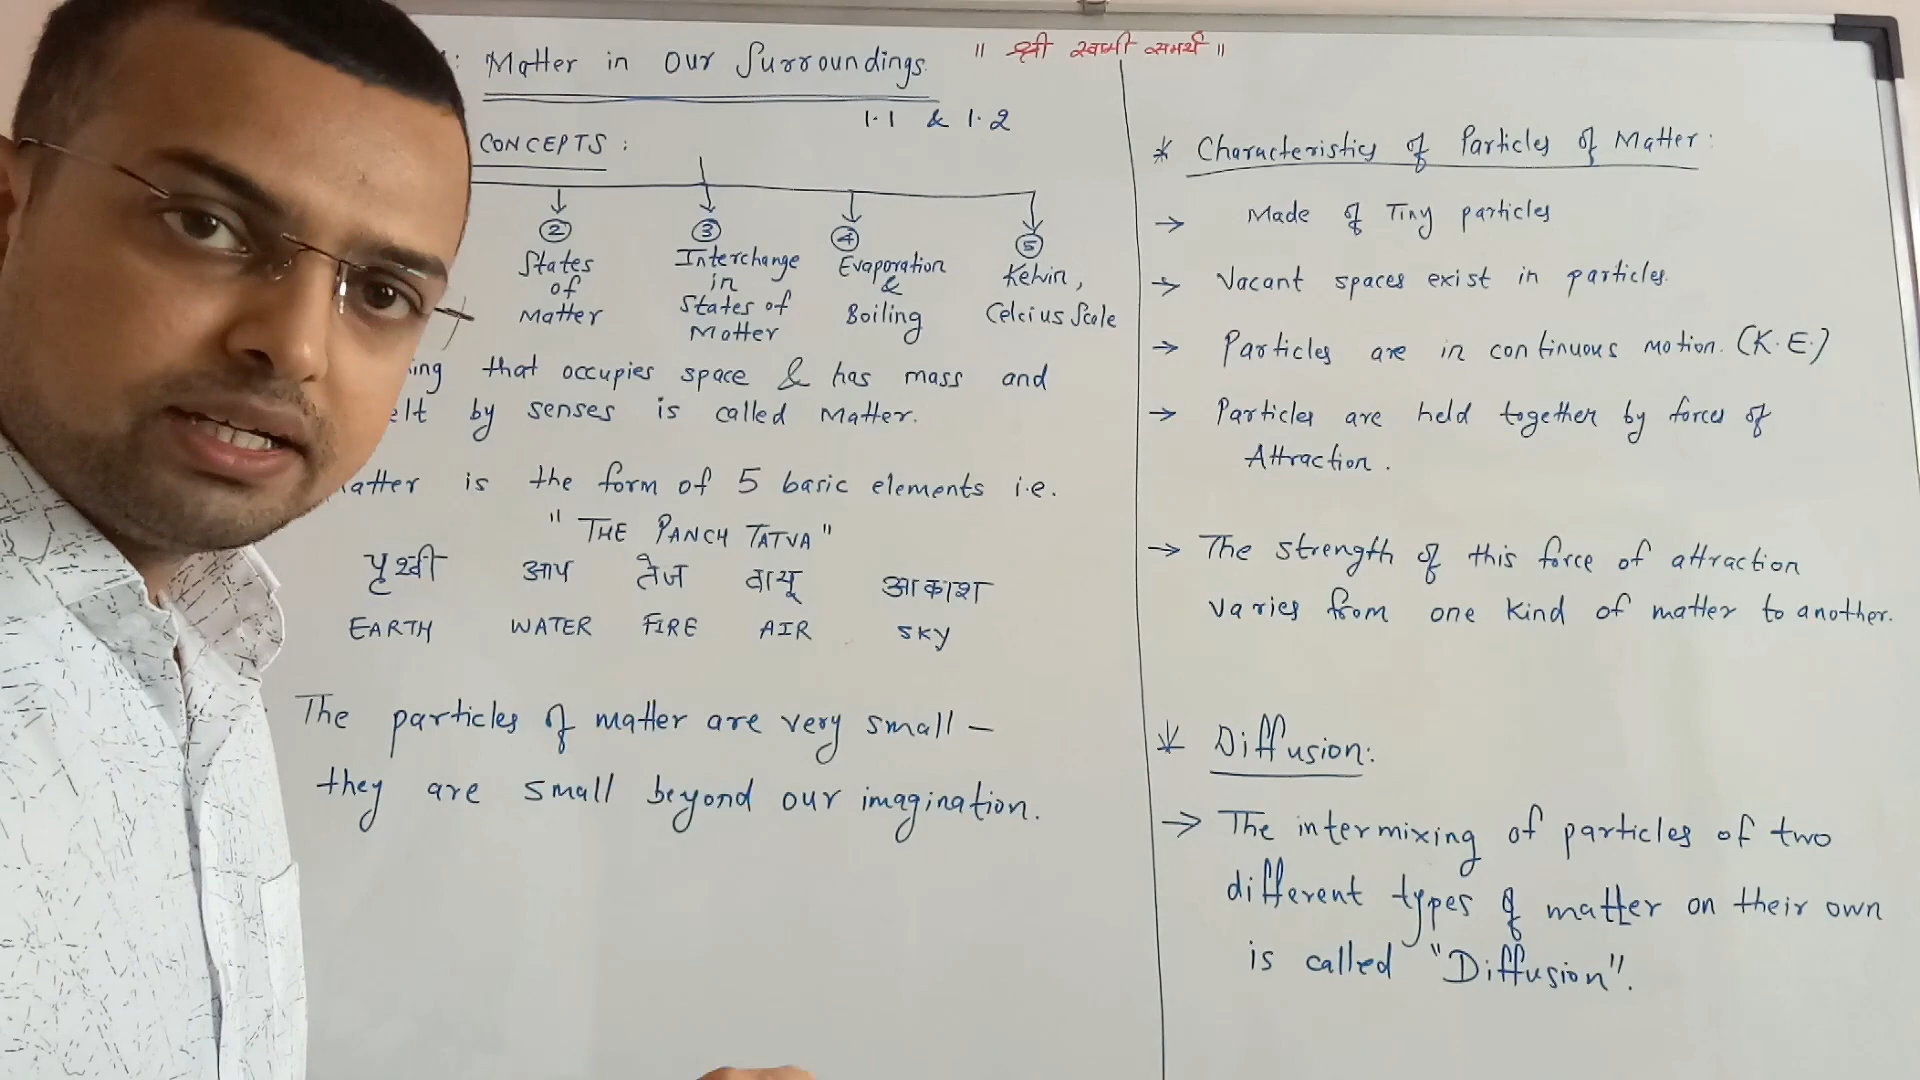 : Matter in Our Surroundings.
॥ श्री स्वामी समर्थ ॥
1.1 & 1.2
CONCEPTS :
② ③ ④ ⑤
States of Matter
Interchange in States of Matter
Evaporation & Boiling
Kelvin, Celcius Scale
ing that occupies space & has mass and
elt by senses is called Matter.
atter is the form of 5 basic elements i.e.
" THE PANCH TATVA "
पृथ्वी आप तेज वायू आकाश
EARTH WATER FIRE AIR SKY
The particles of matter are very small –
they are small beyond our imagination.
* Characteristics of Particles of Matter :
→ Made of Tiny particles
→ Vacant spaces exist in particles.
→ Particles are in continuous motion. (K.E.)
→ Particles are held together by forces of
Attraction.
→ The strength of this force of attraction
varies from one kind of matter to another.
* Diffusion:
→ The intermixing of particles of two
different types of matter on their own
is called "Diffusion".